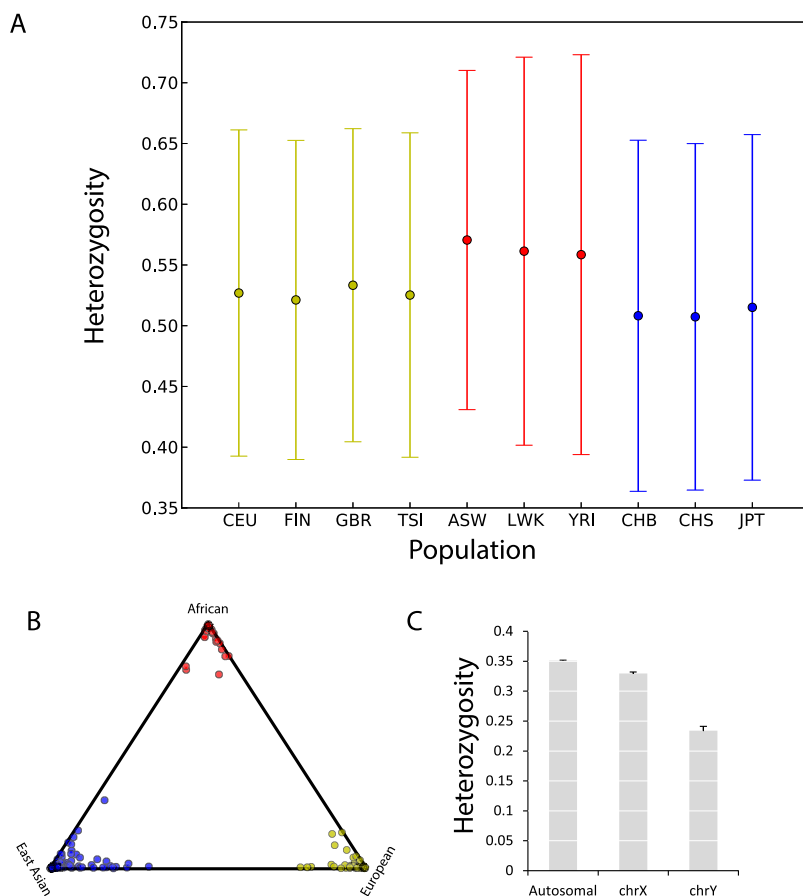 A
0.75
0.70
0.65
0.60
0.55
0.50
0.45
0.40
0.35
Heterozygosity
CEU FIN GBR TSI ASW LWK YRI CHB CHS JPT
Population
B
African
East Asian
European
C
0.4
0.35
0.3
0.25
0.2
0.15
0.1
0.05
0
Heterozygosity
Autosomal chrX chrY